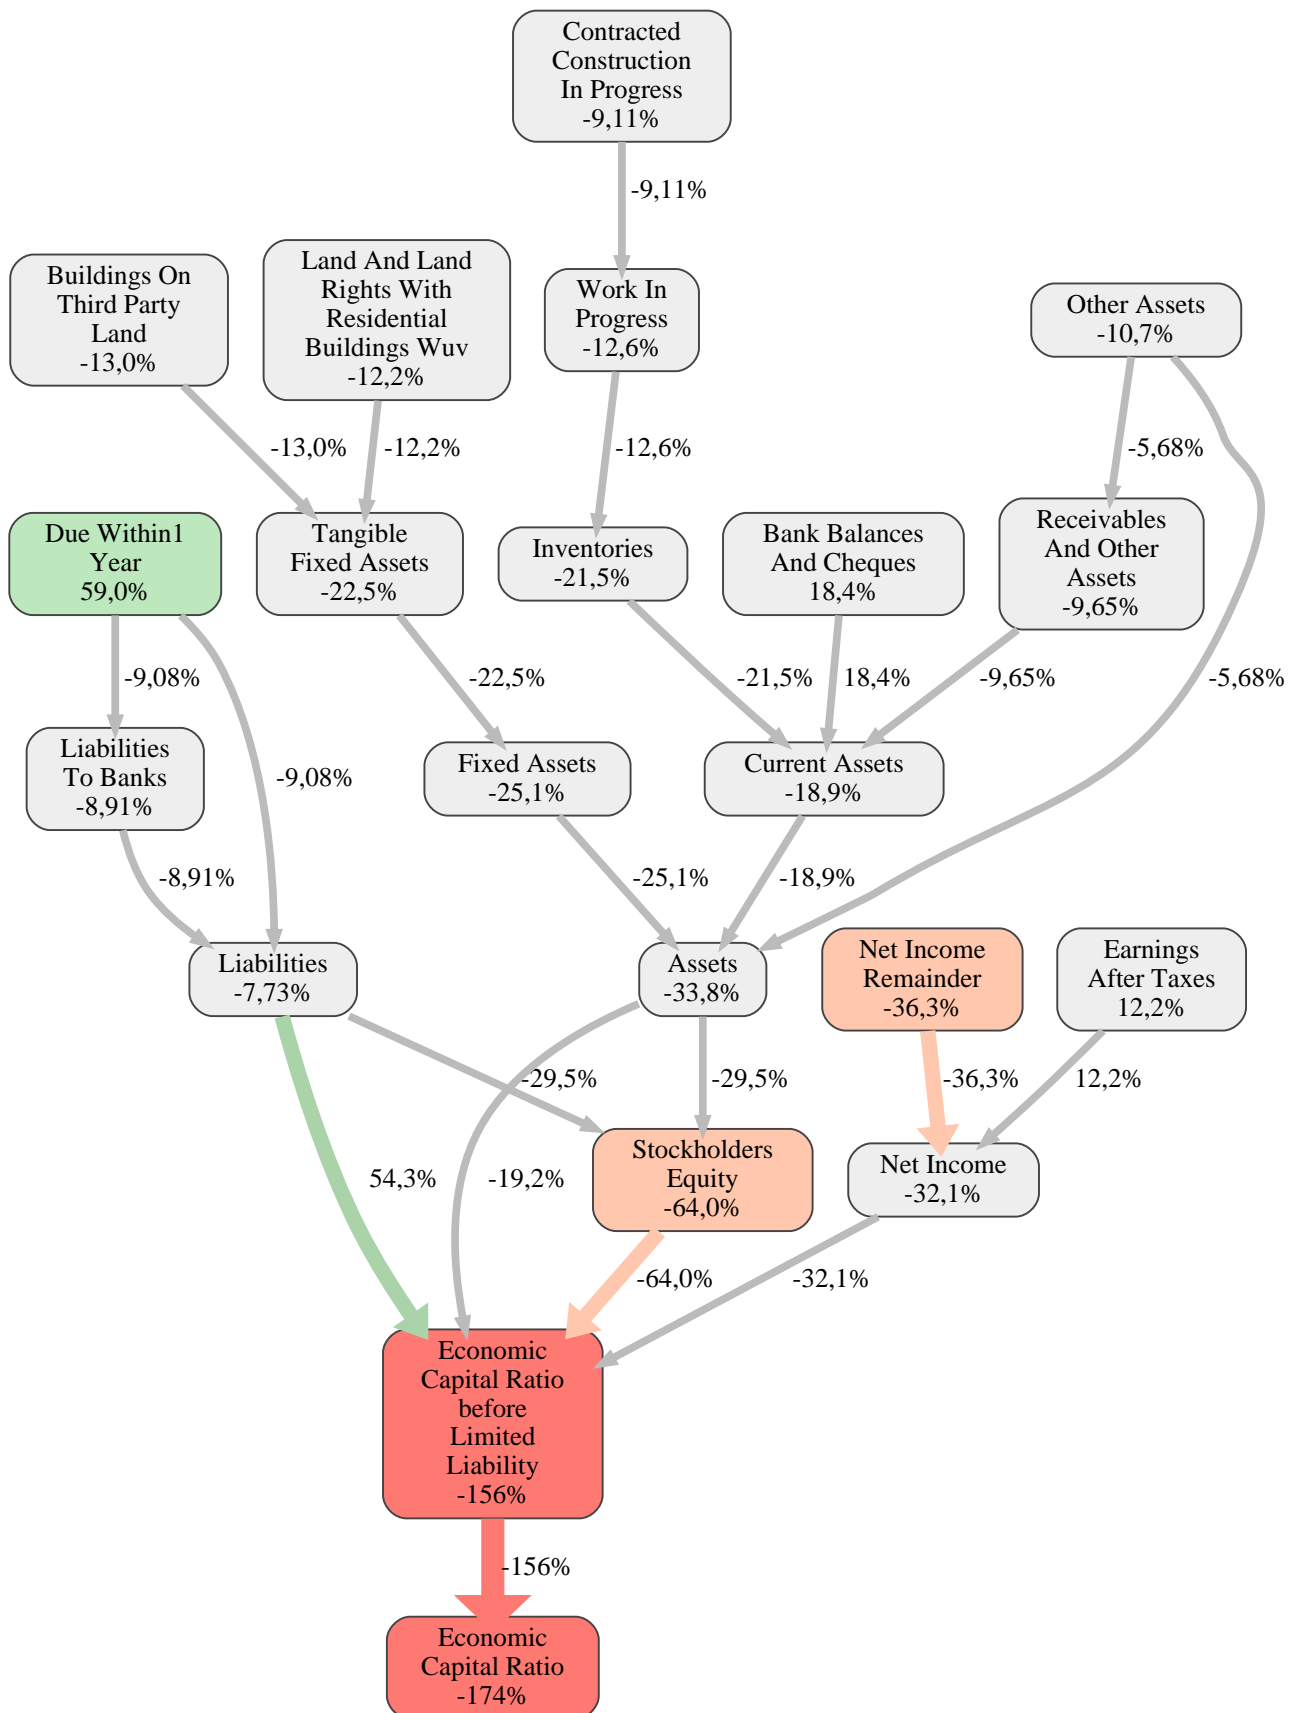 Contracted
Construction
In Progress
-9,11%
-9,11%
Buildings On
Third Party
Land
-13,0%
Land And Land
Rights With
Residential
Buildings Wuv
-12,2%
Work In
Progress
-12,6%
Other Assets
-10,7%
-13,0%
-12,2%
-12,6%
-5,68%
Due Within1
Year
59,0%
Tangible
Fixed Assets
-22,5%
Inventories
-21,5%
Bank Balances
And Cheques
18,4%
Receivables
And Other
Assets
-9,65%
-9,08%
-22,5%
-21,5%
18,4%
-9,65%
-5,68%
Liabilities
To Banks
-8,91%
-9,08%
Fixed Assets
-25,1%
Current Assets
-18,9%
-8,91%
-25,1%
-18,9%
Liabilities
-7,73%
Assets
-33,8%
Net Income
Remainder
-36,3%
Earnings
After Taxes
12,2%
-29,5%
-29,5%
-36,3%
12,2%
54,3%
-19,2%
Stockholders
Equity
-64,0%
Net Income
-32,1%
-64,0%
-32,1%
Economic
Capital Ratio
before
Limited
Liability
-156%
-156%
Economic
Capital Ratio
-174%